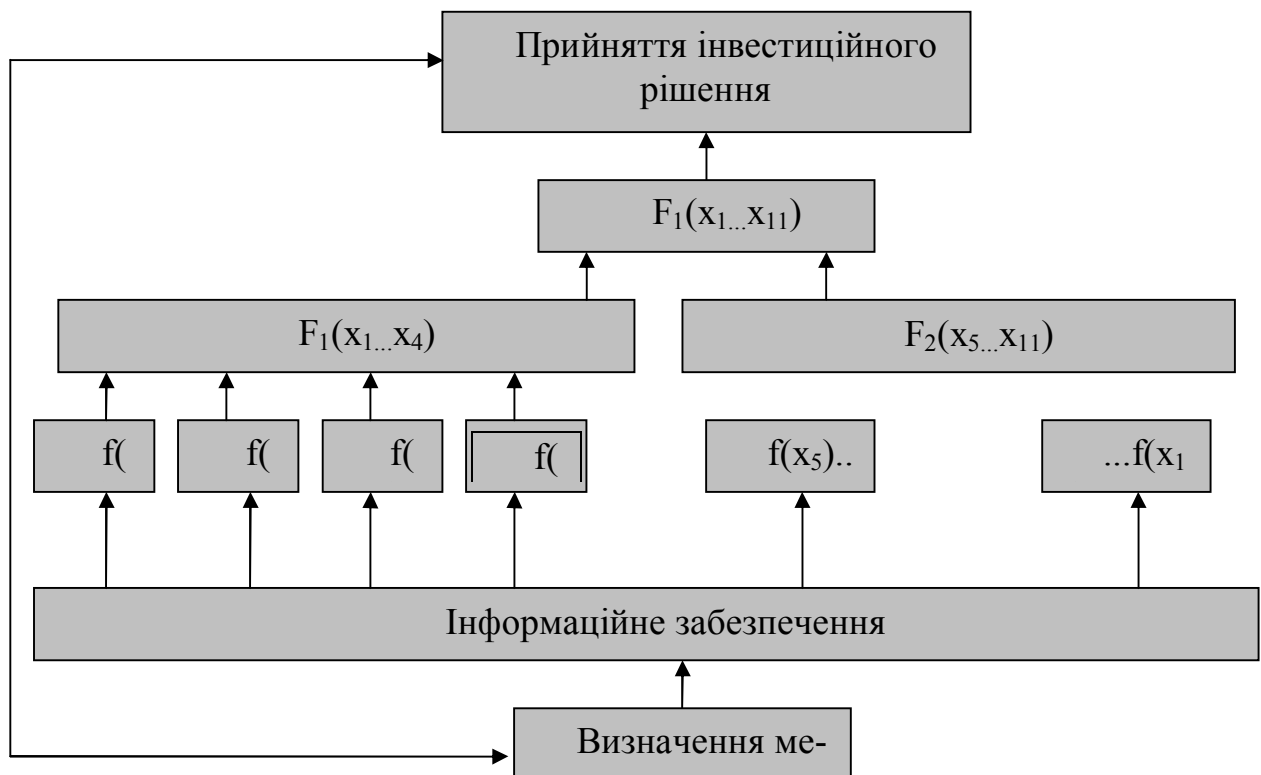 Прийняття інвестиційного
рішення
F₁(x₁...x₁₁)
F₁(x₁...x₄)
F₂(x₅...x₁₁)
f(
f(
f(
f(
f(x₅)..
...f(x₁
Інформаційне забезпечення
Визначення ме-